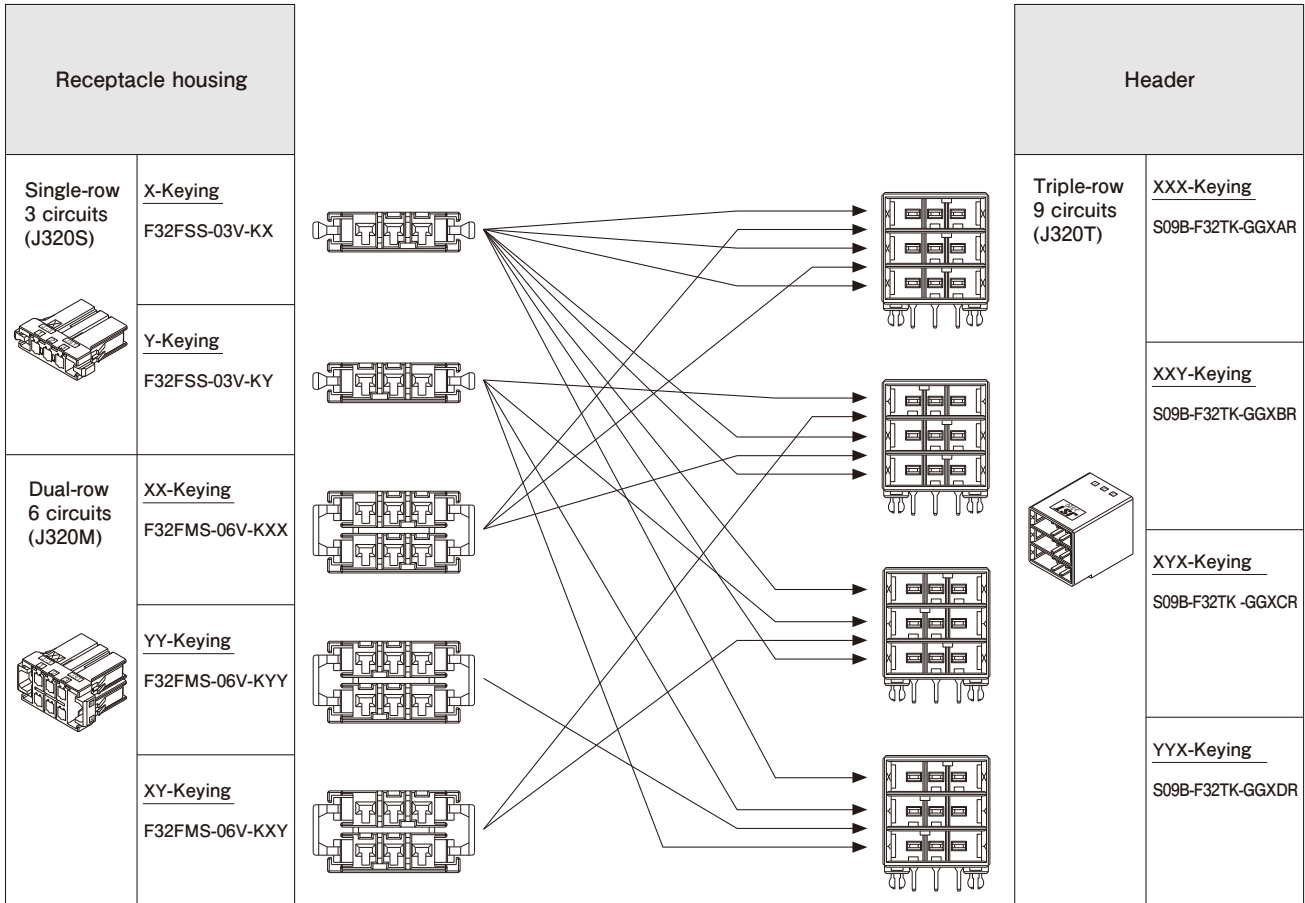 Receptacle housing
Header
Single-row
3 circuits
(J320S)
X-Keying
F32FSS-03V-KX
Y-Keying
F32FSS-03V-KY
Dual-row
6 circuits
(J320M)
XX-Keying
F32FMS-06V-KXX
YY-Keying
F32FMS-06V-KYY
XY-Keying
F32FMS-06V-KXY
Triple-row
9 circuits
(J320T)
XXX-Keying
S09B-F32TK-GGXAR
XXY-Keying
S09B-F32TK-GGXBR
XYX-Keying
S09B-F32TK -GGXCR
YYX-Keying
S09B-F32TK-GGXDR
JST